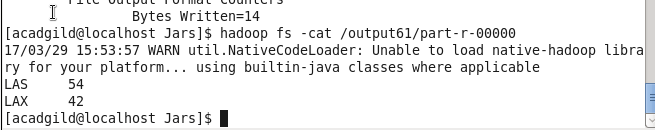 File Output Format Counters
Bytes Written=14
[acadgild@localhost Jars]$ hadoop fs -cat /output61/part-r-00000
17/03/29 15:53:57 WARN util.NativeCodeLoader: Unable to load native-hadoop libra
ry for your platform... using builtin-java classes where applicable
LAS 54
LAX 42
[acadgild@localhost Jars]$